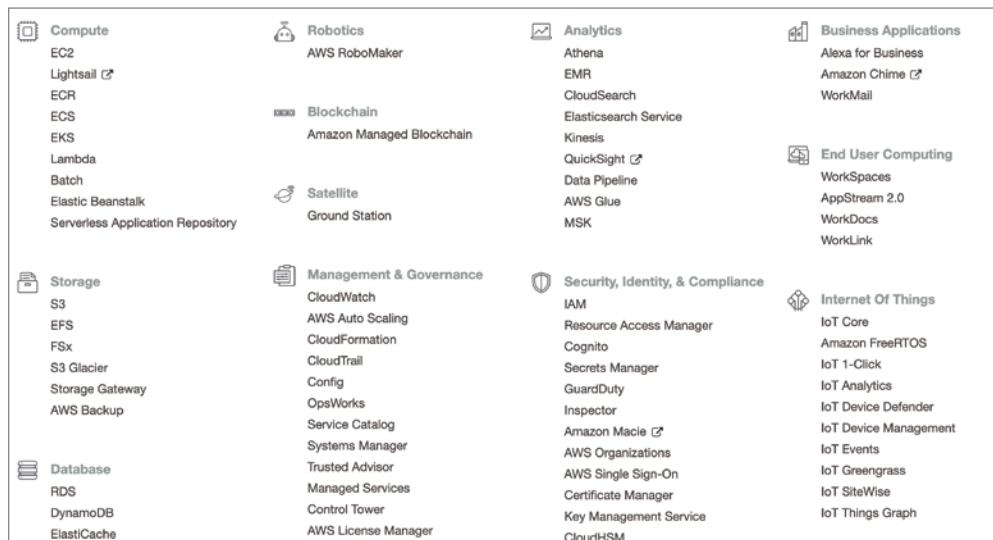 Compute
EC2
Lightsail
ECR
ECS
EKS
Lambda
Batch
Elastic Beanstalk
Serverless Application Repository
Storage
S3
EFS
FSx
S3 Glacier
Storage Gateway
AWS Backup
Database
RDS
DynamoDB
ElastiCache
Robotics
AWS RoboMaker
Blockchain
Amazon Managed Blockchain
Satellite
Ground Station
Management & Governance
CloudWatch
AWS Auto Scaling
CloudFormation
CloudTrail
Config
OpsWorks
Service Catalog
Systems Manager
Trusted Advisor
Managed Services
Control Tower
AWS License Manager
Analytics
Athena
EMR
CloudSearch
Elasticsearch Service
Kinesis
QuickSight
Data Pipeline
AWS Glue
MSK
Security, Identity, & Compliance
IAM
Resource Access Manager
Cognito
Secrets Manager
GuardDuty
Inspector
Amazon Macie
AWS Organizations
AWS Single Sign-On
Certificate Manager
Key Management Service
CloudHSM
Business Applications
Alexa for Business
Amazon Chime
WorkMail
End User Computing
WorkSpaces
AppStream 2.0
WorkDocs
WorkLink
Internet Of Things
IoT Core
Amazon FreeRTOS
IoT 1-Click
IoT Analytics
IoT Device Defender
IoT Device Management
IoT Events
IoT Greengrass
IoT SiteWise
IoT Things Graph